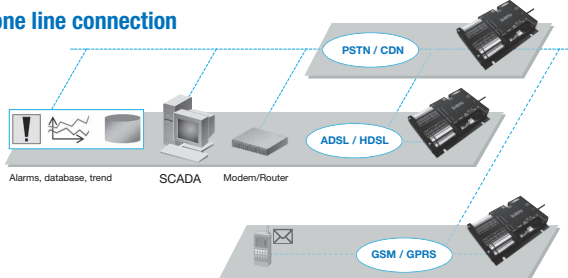 one line connection
PSTN / CDN
ADSL / HDSL
Alarms, database, trend
SCADA
Modem/Router
GSM / GPRS